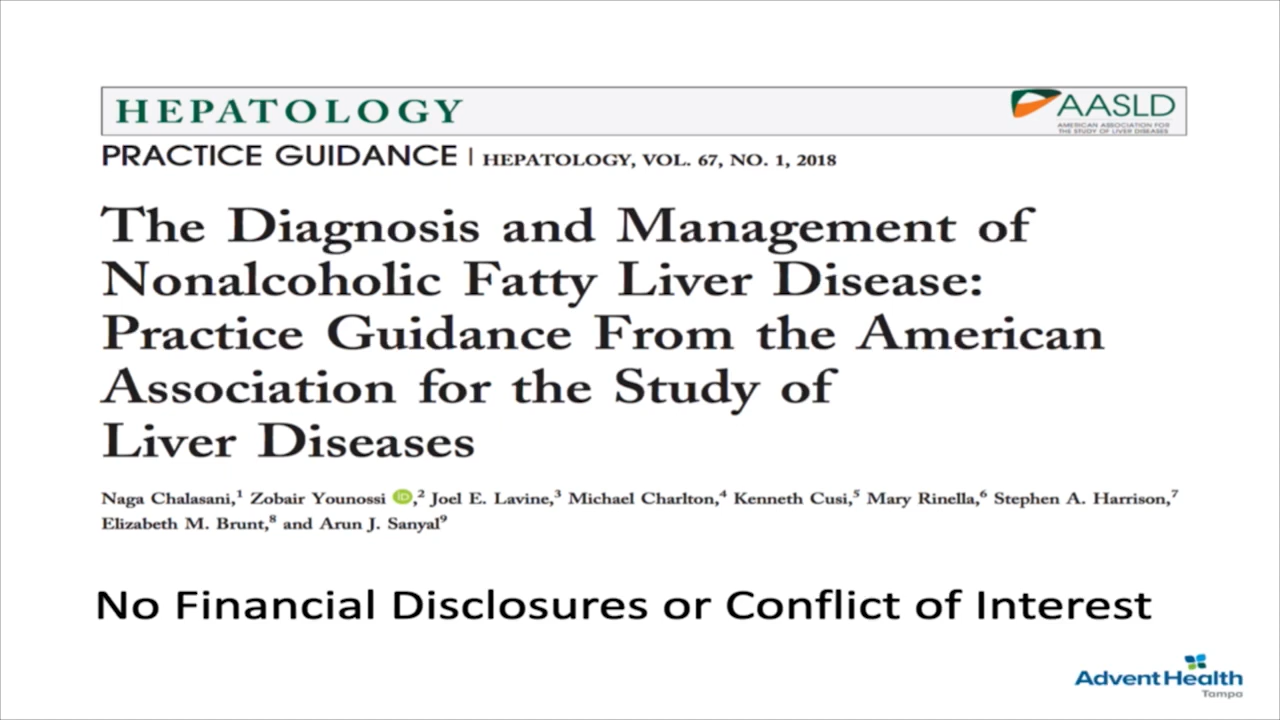 HEPATOLOGY
AASLD
AMERICAN ASSOCIATION FOR
THE STUDY OF LIVER DISEASES
PRACTICE GUIDANCE | HEPATOLOGY, VOL. 67, NO. 1, 2018
The Diagnosis and Management of
Nonalcoholic Fatty Liver Disease:
Practice Guidance From the American
Association for the Study of
Liver Diseases
Naga Chalasani,¹ Zobair Younossi iD,² Joel E. Lavine,³ Michael Charlton,⁴ Kenneth Cusi,⁵ Mary Rinella,⁶ Stephen A. Harrison,⁷
Elizabeth M. Brunt,⁸ and Arun J. Sanyal⁹
No Financial Disclosures or Conflict of Interest
AdventHealth
Tampa